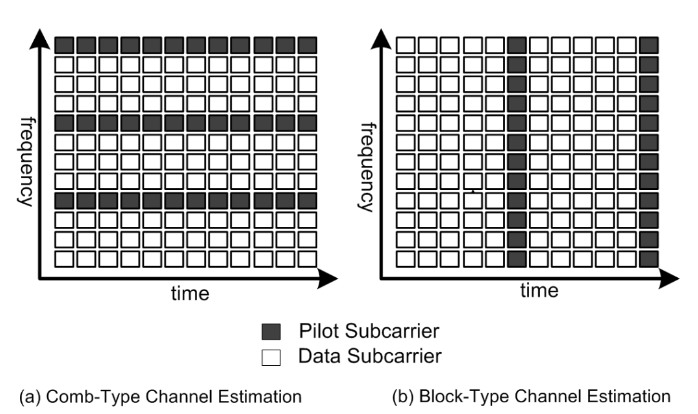 frequency
time
frequency
time
Pilot Subcarrier
Data Subcarrier
(a) Comb-Type Channel Estimation
(b) Block-Type Channel Estimation